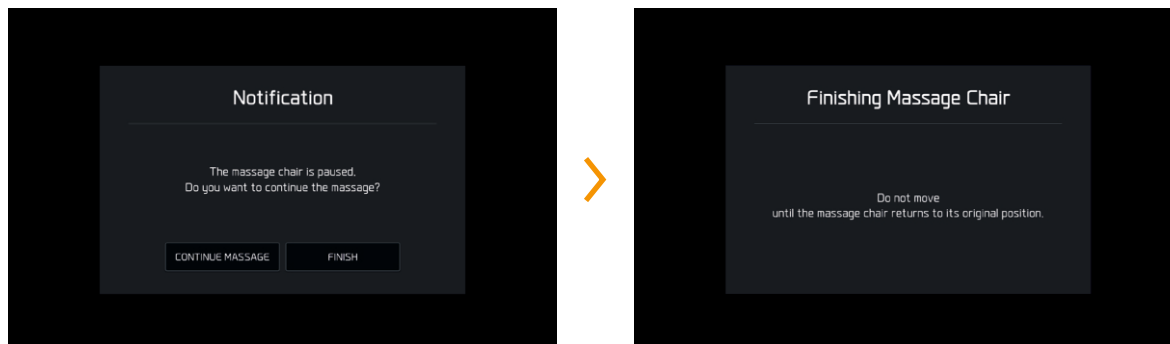 Notification
The massage chair is paused.
Do you want to continue the massage?
CONTINUE MASSAGE
FINISH
Finishing Massage Chair
Do not move
until the massage chair returns to its original position.